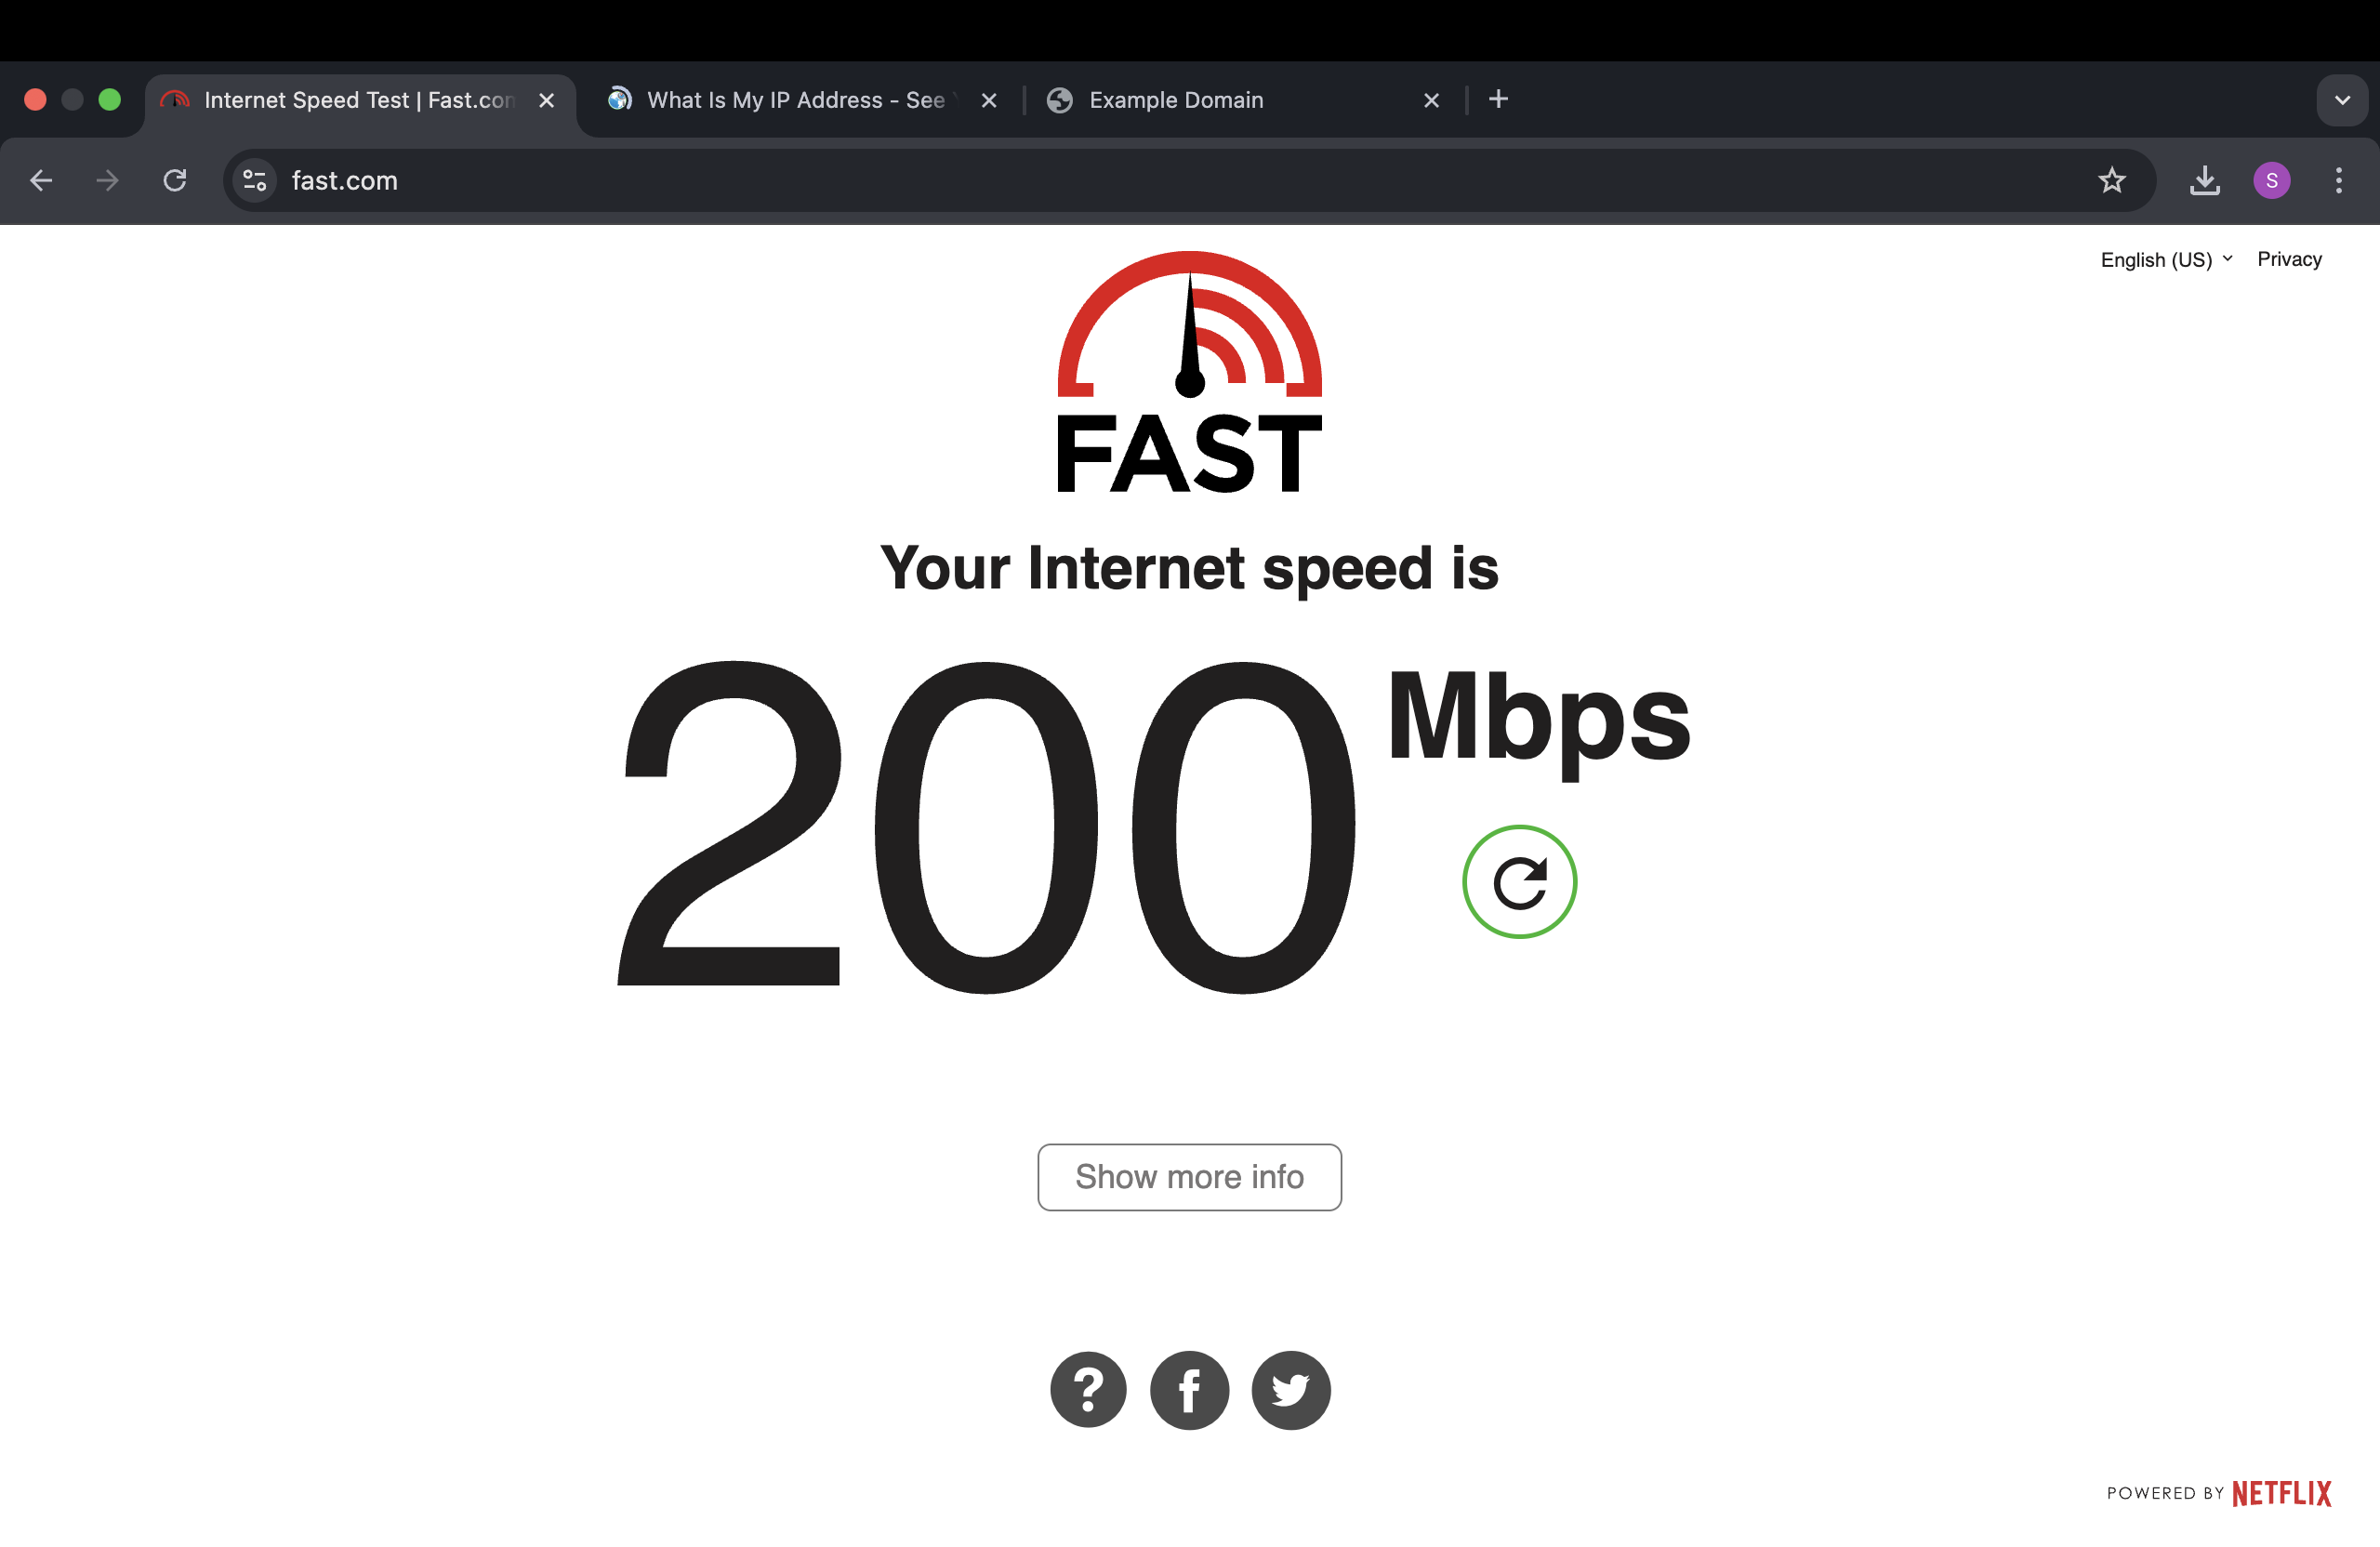 Internet Speed Test | Fast.com
What Is My IP Address - See
Example Domain
fast.com
S
English (US)
Privacy
FAST
Your Internet speed is
200 Mbps
Show more info
POWERED BY NETFLIX